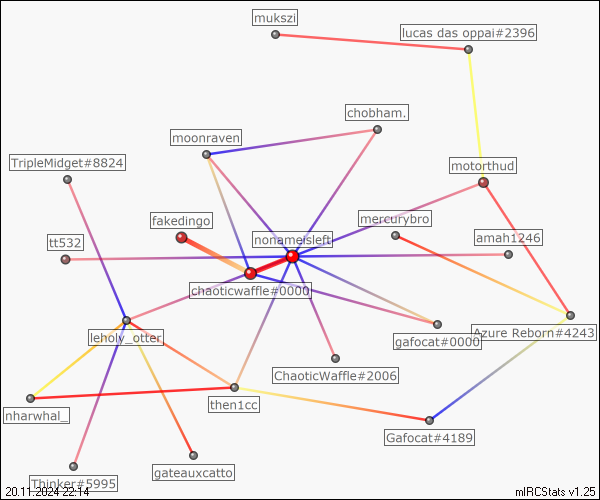 mukszi
lucas das oppai#2396
chobham.
moonraven
TripleMidget#8824
motorthud
fakedingo
mercurybro
nonameisleft
tt532
amah1246
chaoticwaffle#0000
leholy_otter
gafocat#0000
Azure Reborn#4243
ChaoticWaffle#2006
nharwhal_
then1cc
Gafocat#4189
gateauxcatto
Thinker#5995
20.11.2024 22:14
mIRCStats v1.25